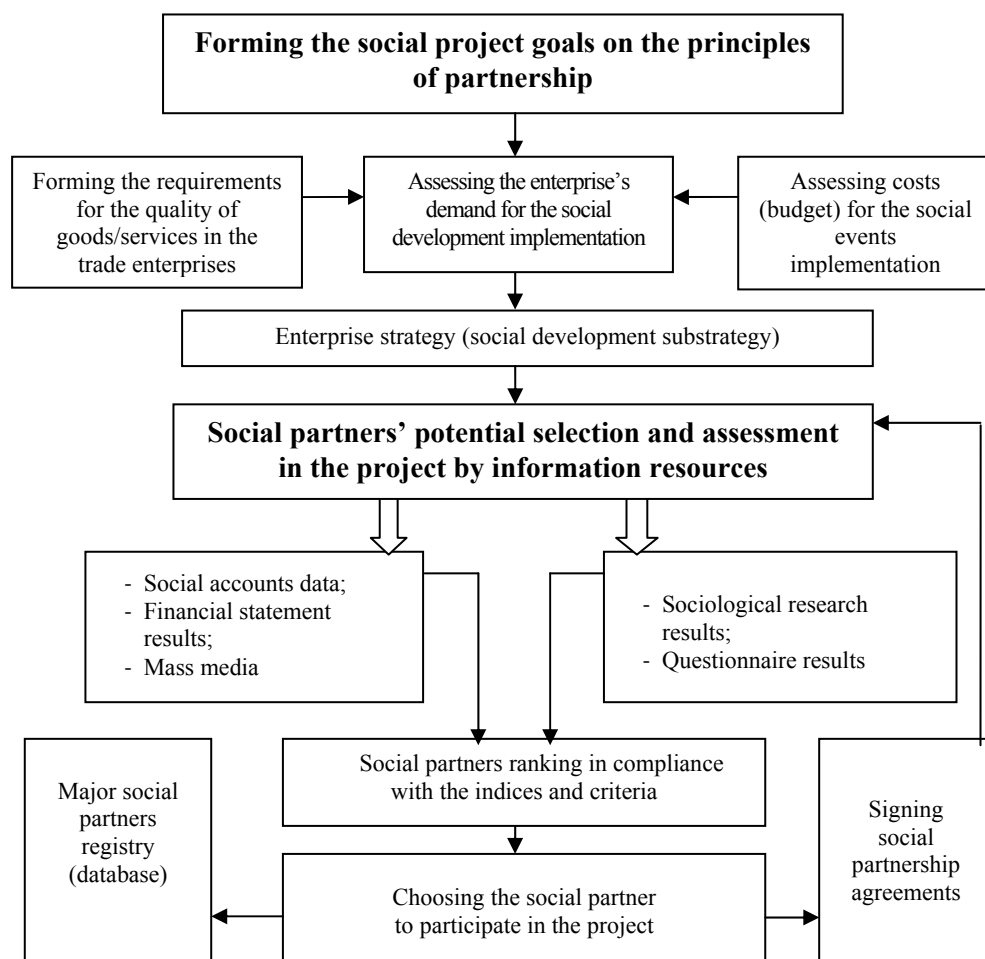 Forming the social project goals on the principles
of partnership
Forming the requirements
for the quality of
goods/services in the
trade enterprises
Assessing the enterprise's
demand for the social
development implementation
Assessing costs
(budget) for the social
events
implementation
Enterprise strategy (social development substrategy)
Social partners' potential selection and assessment
in the project by information resources
- Social accounts data;
- Financial statement
results;
- Mass media
- Sociological research
results;
- Questionnaire results
Major social
partners
registry
(database)
Social partners ranking in compliance
with the indices and criteria
Signing
social
partnership
agreements
Choosing the social partner
to participate in the project